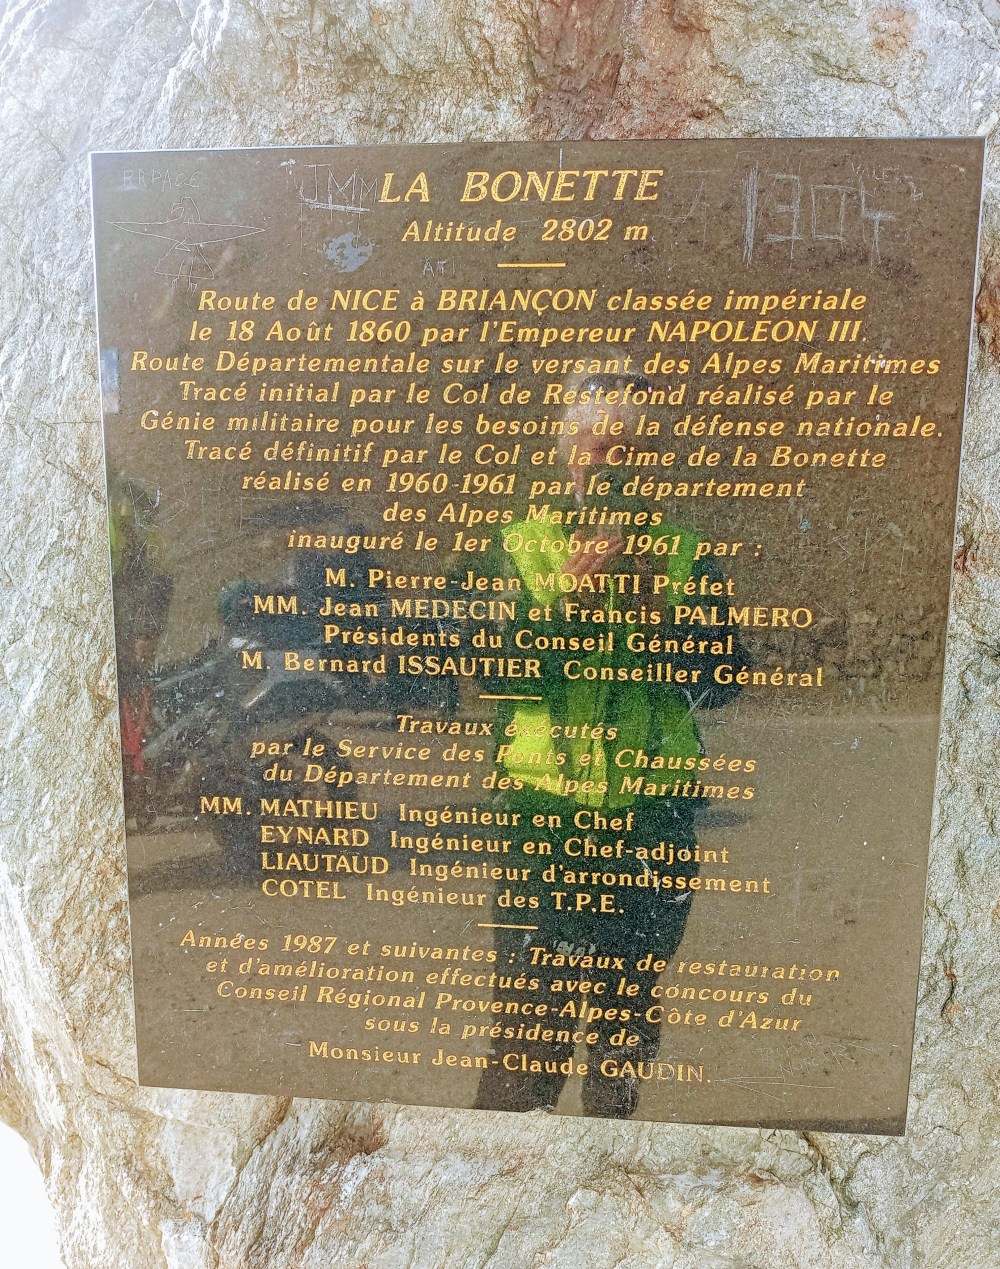 LA BONETTE
Altitude 2802 m
Route de NICE à BRIANÇON classée impériale
le 18 Août 1860 par l'Empereur NAPOLEON III.
Route Départementale sur le versant des Alpes Maritimes
Tracé initial par le Col de Restefond réalisé par le
Génie militaire pour les besoins de la défense nationale.
Tracé définitif par le Col et la Cime de la Bonette
réalisé en 1960-1961 par le département
des Alpes Maritimes
inauguré le 1er Octobre 1961 par :
M. Pierre-Jean MOATTI Préfet
MM. Jean MEDECIN et Francis PALMERO
Présidents du Conseil Général
M. Bernard ISSAUTIER Conseiller Général
Travaux éxécutés
par le Service des Ponts et Chaussées
du Département des Alpes Maritimes
MM. MATHIEU Ingénieur en Chef
EYNARD Ingénieur en Chef-adjoint
LIAUTAUD Ingénieur d'arrondissement
COTEL Ingénieur des T.P.E.
Années 1987 et suivantes : Travaux de restauration
et d'amélioration effectués avec le concours du
Conseil Régional Provence-Alpes-Côte d'Azur
sous la présidence de
Monsieur Jean-Claude GAUDIN.